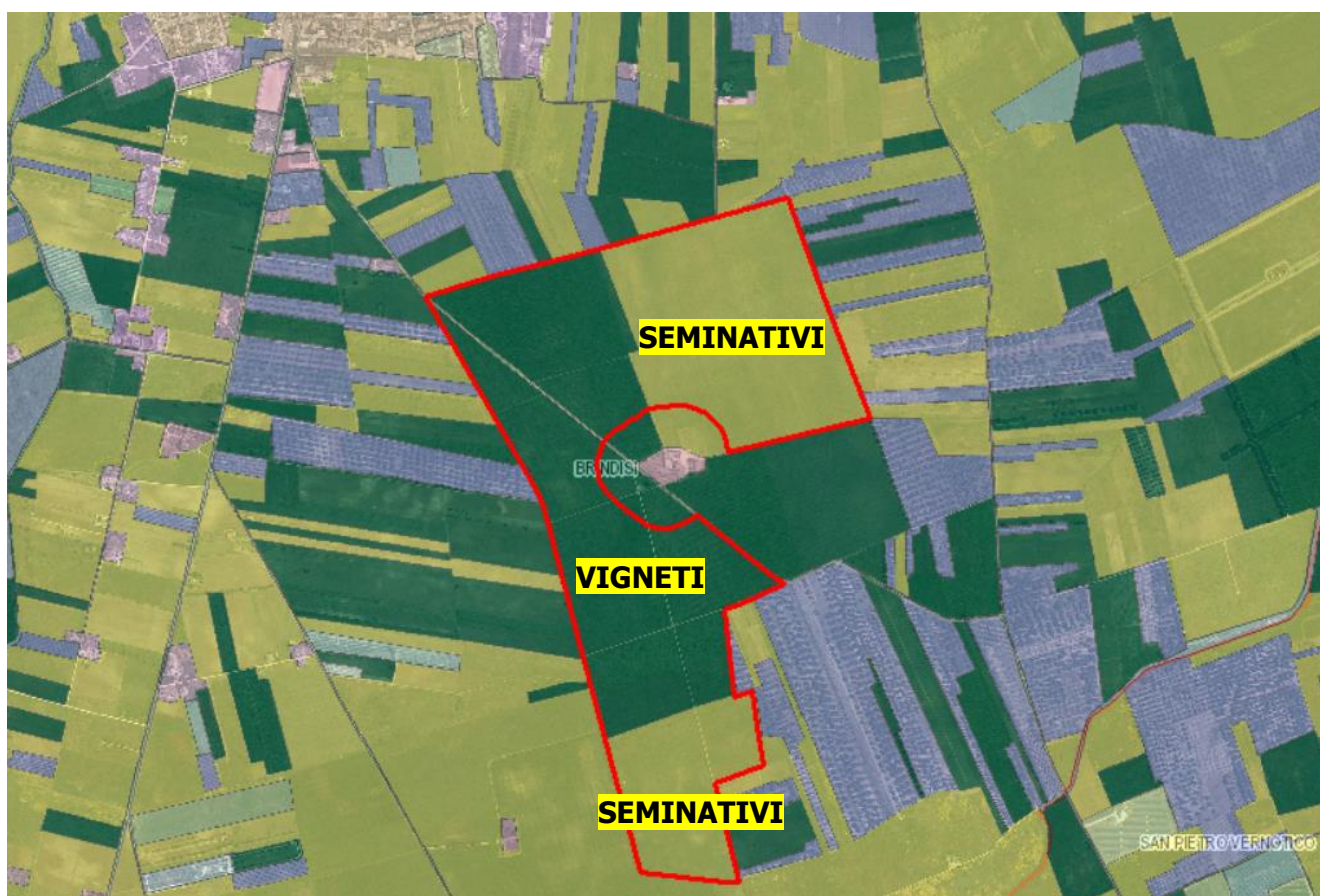 SEMINATIVI
BRINDISI
VIGNETI
SEMINATIVI
SAN PIETRO VERNOTICO